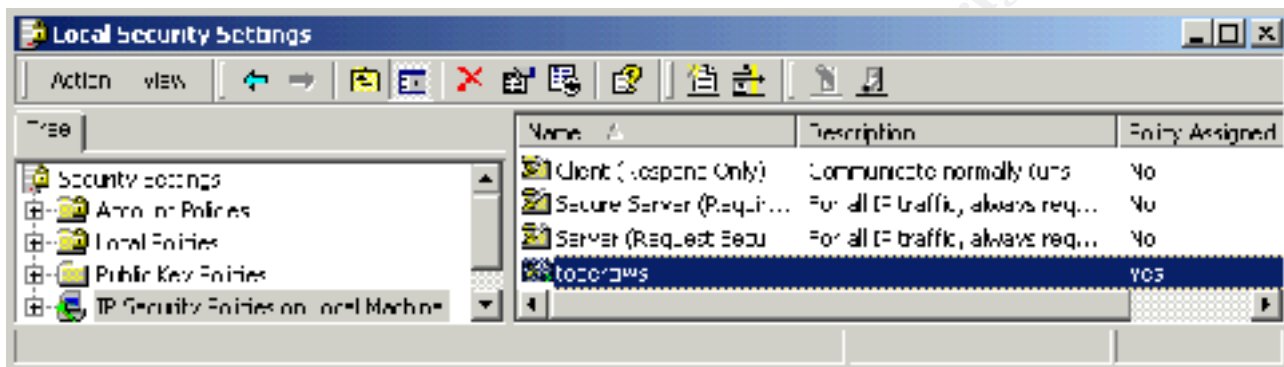 Local Security Settings
Action View
Tree
Name Description Policy Assigned
Security Settings
Account Policies
Local Policies
Public Key Policies
IP Security Policies on Local Machine
Client (Respond Only) Communicate normally (uns No
Secure Server (Requir... For all IP traffic, always req... No
Server (Request Secu For all IP traffic, always req... No
Yes